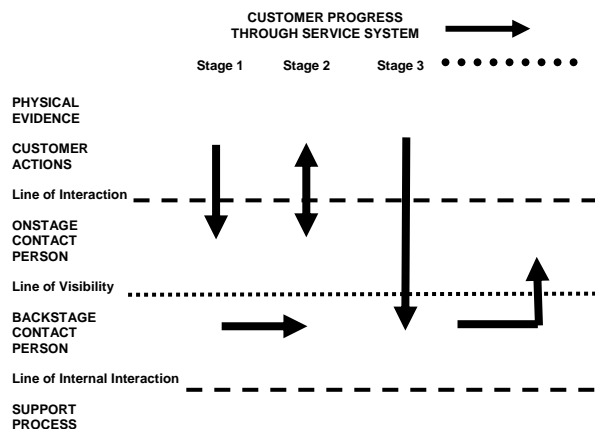 CUSTOMER PROGRESS
THROUGH SERVICE SYSTEM
Stage 1 Stage 2 Stage 3
PHYSICAL
EVIDENCE
CUSTOMER
ACTIONS
Line of Interaction
ONSTAGE
CONTACT
PERSON
Line of Visibility
BACKSTAGE
CONTACT
PERSON
Line of Internal Interaction
SUPPORT
PROCESS